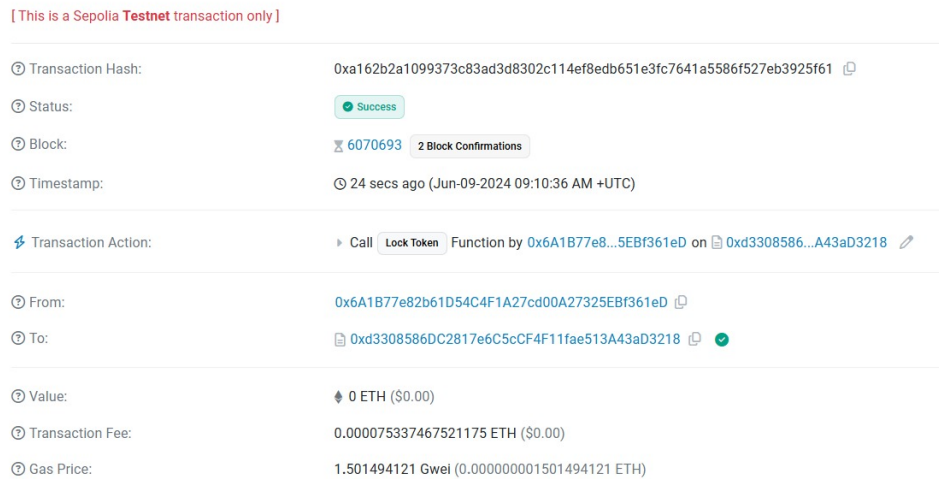 [ This is a Sepolia Testnet transaction only ]
Transaction Hash: 0xa162b2a1099373c83ad3d8302c114ef8edb651e3fc7641a5586f527eb3925f61
Status: Success
Block: 6070693 2 Block Confirmations
Timestamp: 24 secs ago (Jun-09-2024 09:10:36 AM +UTC)
Transaction Action: Call Lock Token Function by 0x6A1B77e8...5EBf361eD on 0xd3308586...A43aD3218
From: 0x6A1B77e82b61D54C4F1A27cd00A27325EBf361eD
To: 0xd3308586DC2817e6C5cCF4F11fae513A43aD3218
Value: 0 ETH ($0.00)
Transaction Fee: 0.000075337467521175 ETH ($0.00)
Gas Price: 1.501494121 Gwei (0.000000001501494121 ETH)